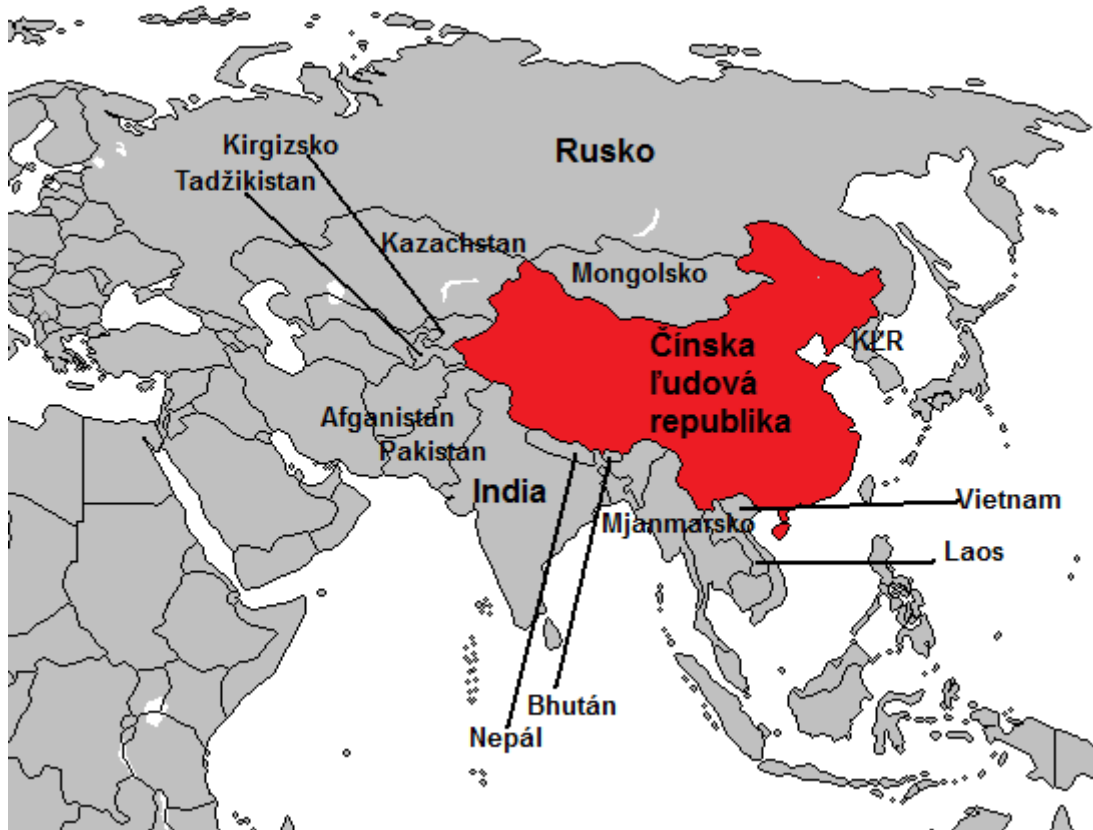 Kirgizsko
Rusko
Tadžikistan
Kazachstan
Mongolsko
Čínska
ľudová
republika
KĽR
Afganistan
Pakistan
India
Vietnam
Mjanmarsko
Laos
Bhután
Nepál